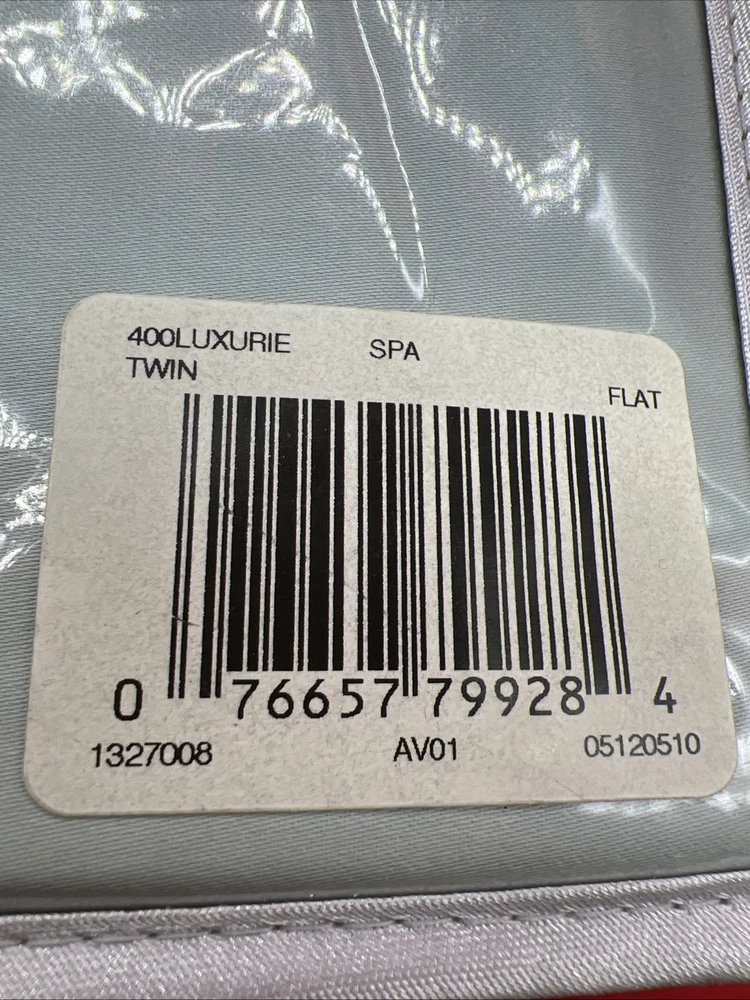 400LUXURIE SPA
TWIN
FLAT
0 76657 79928 4
1327008 AV01 05120510